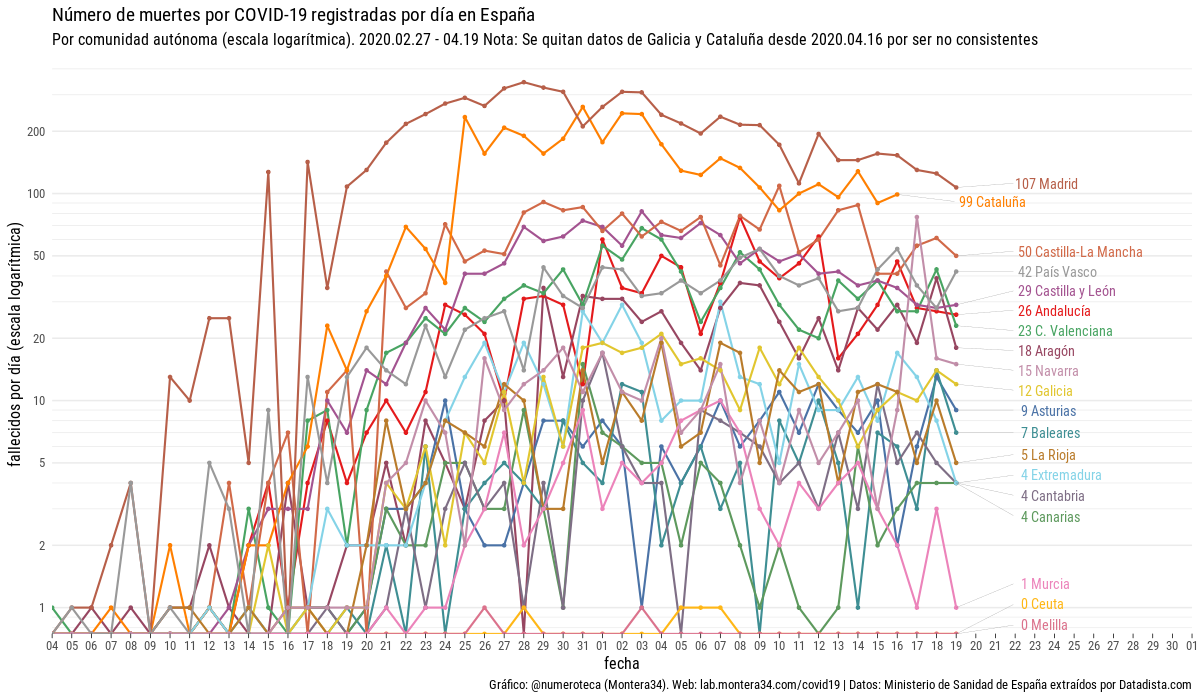 Número de muertes por COVID-19 registradas por día en España
Por comunidad autónoma (escala logarítmica). 2020.02.27 - 04.19 Nota: Se quitan datos de Galicia y Cataluña desde 2020.04.16 por ser no consistentes
fallecidos por día (escala logarítmica)
200
100
50
20
10
5
2
1
107 Madrid
99 Cataluña
50 Castilla-La Mancha
42 País Vasco
29 Castilla y León
26 Andalucía
23 C. Valenciana
18 Aragón
15 Navarra
12 Galicia
9 Asturias
7 Baleares
5 La Rioja
4 Extremadura
4 Cantabria
4 Canarias
1 Murcia
0 Ceuta
0 Melilla
04 05 06 07 08 09 10 11 12 13 14 15 16 17 18 19 20 21 22 23 24 25 26 27 28 29 30 31 01 02 03 04 05 06 07 08 09 10 11 12 13 14 15 16 17 18 19 20 21 22 23 24 25 26 27 28 29 30 01
fecha
Gráfico: @numeroteca (Montera34). Web: lab.montera34.com/covid19 | Datos: Ministerio de Sanidad de España extraídos por Datadista.com